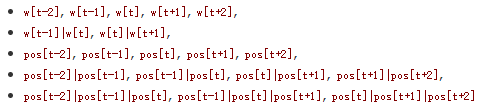 w[t-2], w[t-1], w[t], w[t+1], w[t+2],
w[t-1]|w[t], w[t]|w[t+1],
pos[t-2], pos[t-1], pos[t], pos[t+1], pos[t+2],
pos[t-2]|pos[t-1], pos[t-1]|pos[t], pos[t]|pos[t+1], pos[t+1]|pos[t+2],
pos[t-2]|pos[t-1]|pos[t], pos[t-1]|pos[t]|pos[t+1], pos[t]|pos[t+1]|pos[t+2]